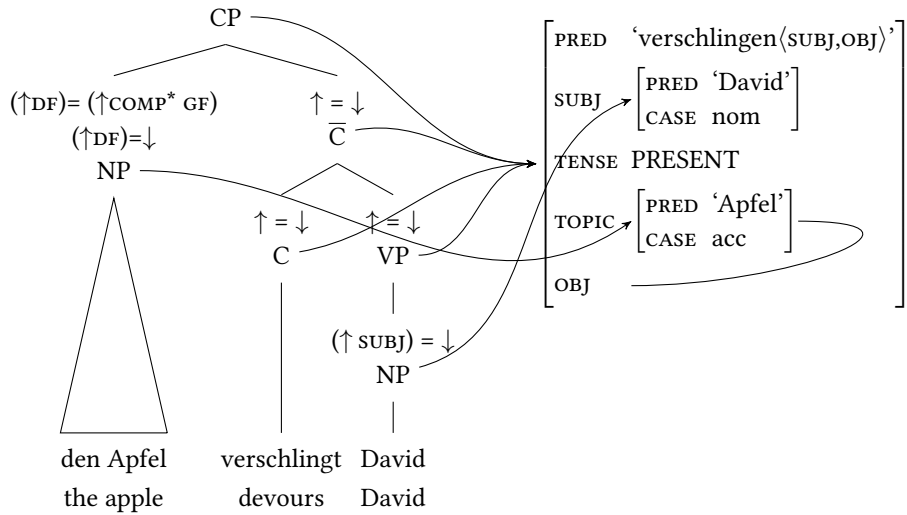 CP
(↑DF)= (↑COMP* GF)
(↑DF)=↓
NP
↑ = ↓
C̅
↑ = ↓
C
↑ = ↓
VP
(↑ SUBJ) = ↓
NP
den Apfel verschlingt David
the apple devours David
PRED ‘verschlingen⟨SUBJ,OBJ⟩’
SUBJ [PRED ‘David’
CASE nom]
TENSE PRESENT
TOPIC [PRED ‘Apfel’
CASE acc]
OBJ